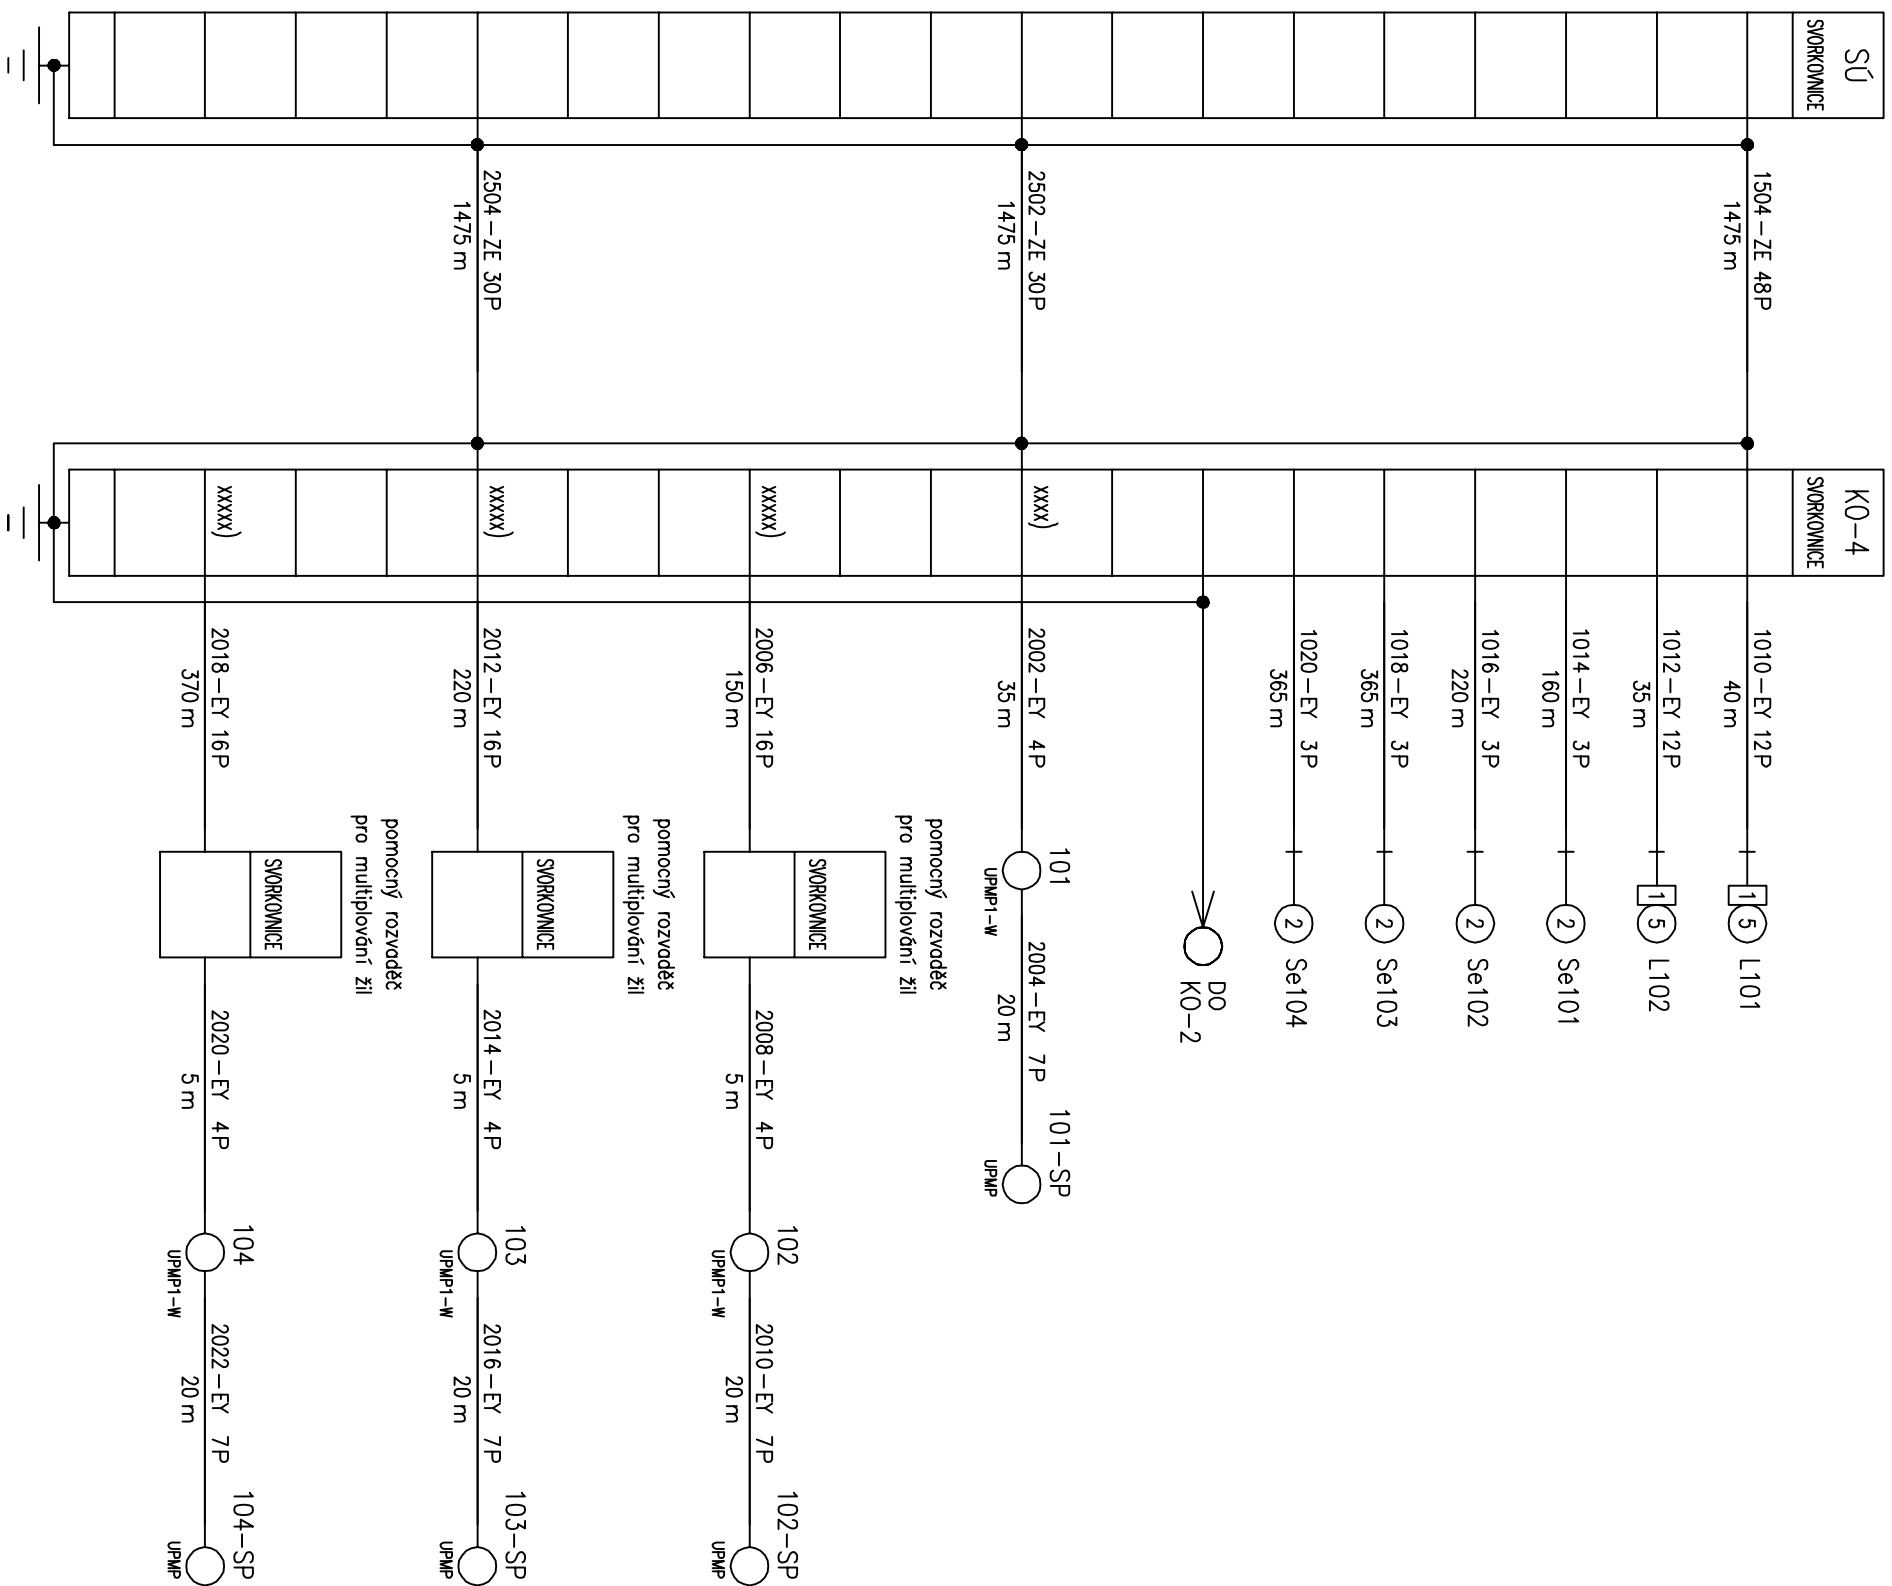 SÚ
SVORKOVNICE
1504-ZE 48P
1475 m
2502-ZE 30P
1475 m
2504-ZE 30P
1475 m
KO-4
SVORKOVNICE
xxxx)
xxxxx)
xxxxx)
xxxxx)
1010-EY 12P
40 m
1 5 L101
1012-EY 12P
35 m
1 5 L102
1014-EY 3P
160 m
2 Se101
1016-EY 3P
220 m
2 Se102
1018-EY 3P
365 m
2 Se103
1020-EY 3P
365 m
2 Se104
DO
KO-2
2002-EY 4P
35 m
101
UPMP1-W
2004-EY 7P
20 m
101-SP
UPMP
2006-EY 16P
150 m
pomocný rozvaděč
pro multiplování žil
SVORKOVNICE
2008-EY 4P
5 m
102
UPMP1-W
2010-EY 7P
20 m
102-SP
UPMP
2012-EY 16P
220 m
pomocný rozvaděč
pro multiplování žil
SVORKOVNICE
2014-EY 4P
5 m
103
UPMP1-W
2016-EY 7P
20 m
103-SP
UPMP
2018-EY 16P
370 m
pomocný rozvaděč
pro multiplování žil
SVORKOVNICE
2020-EY 4P
5 m
104
UPMP1-W
2022-EY 7P
20 m
104-SP
UPMP